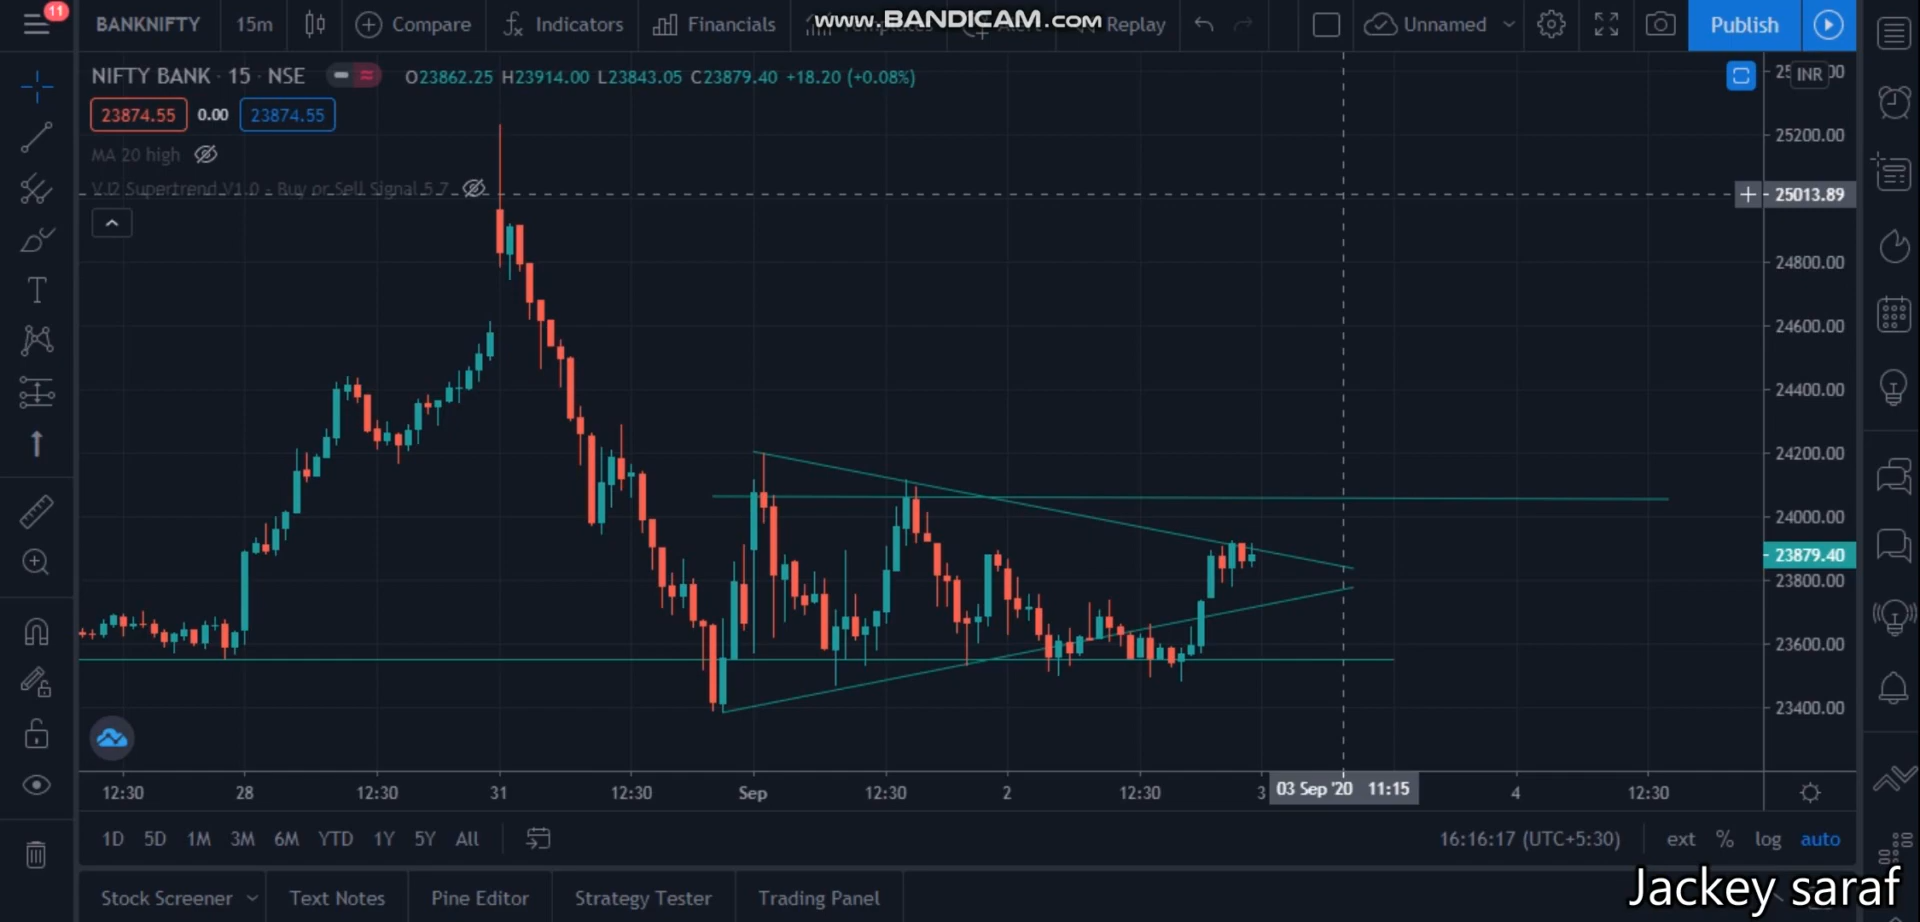 11
BANKNIFTY 15m Compare Indicators Financials Replay Unnamed Publish
www.BANDICAM.com
NIFTY BANK · 15 · NSE O23862.25 H23914.00 L23843.05 C23879.40 +18.20 (+0.08%)
INR
23874.55 0.00 23874.55
25200.00
MA 20 high
VJ2 Supertrend V1.0 - Buy or Sell Signal 5 7
25013.89
24800.00
24600.00
24400.00
24200.00
24000.00
23879.40
23800.00
23600.00
23400.00
12:30 28 12:30 31 12:30 Sep 12:30 2 12:30 3 03 Sep '20 11:15 4 12:30
1D 5D 1M 3M 6M YTD 1Y 5Y All 16:16:17 (UTC+5:30) ext % log auto
Stock Screener Text Notes Pine Editor Strategy Tester Trading Panel
Jackey saraf